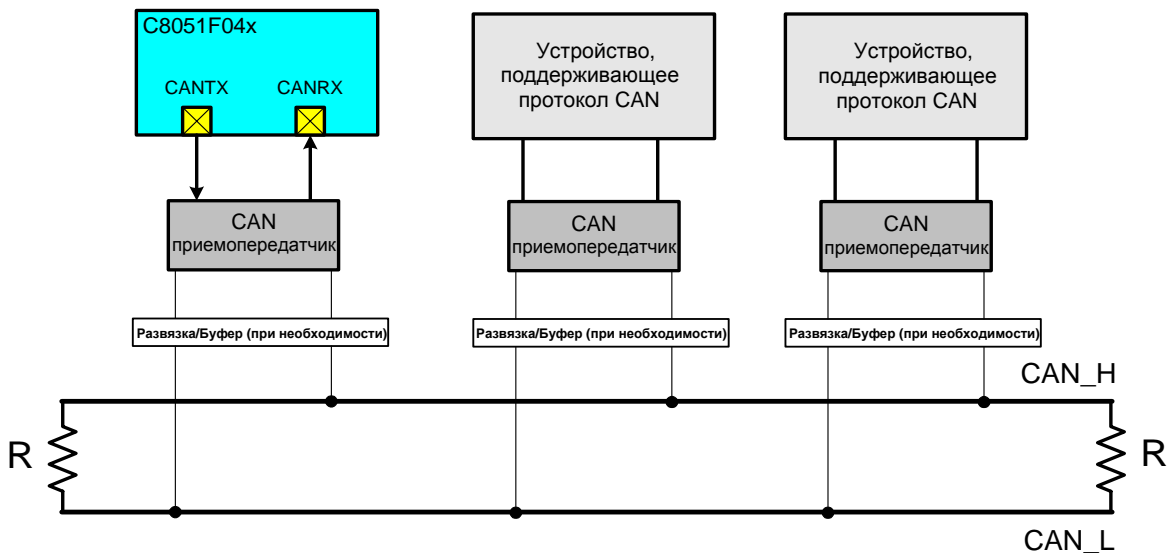 C8051F04x
CANTX
CANRX
Устройство,
поддерживающее
протокол CAN
Устройство,
поддерживающее
протокол CAN
CAN
приемопередатчик
CAN
приемопередатчик
CAN
приемопередатчик
Развязка/Буфер (при необходимости)
Развязка/Буфер (при необходимости)
Развязка/Буфер (при необходимости)
CAN_H
R
R
CAN_L